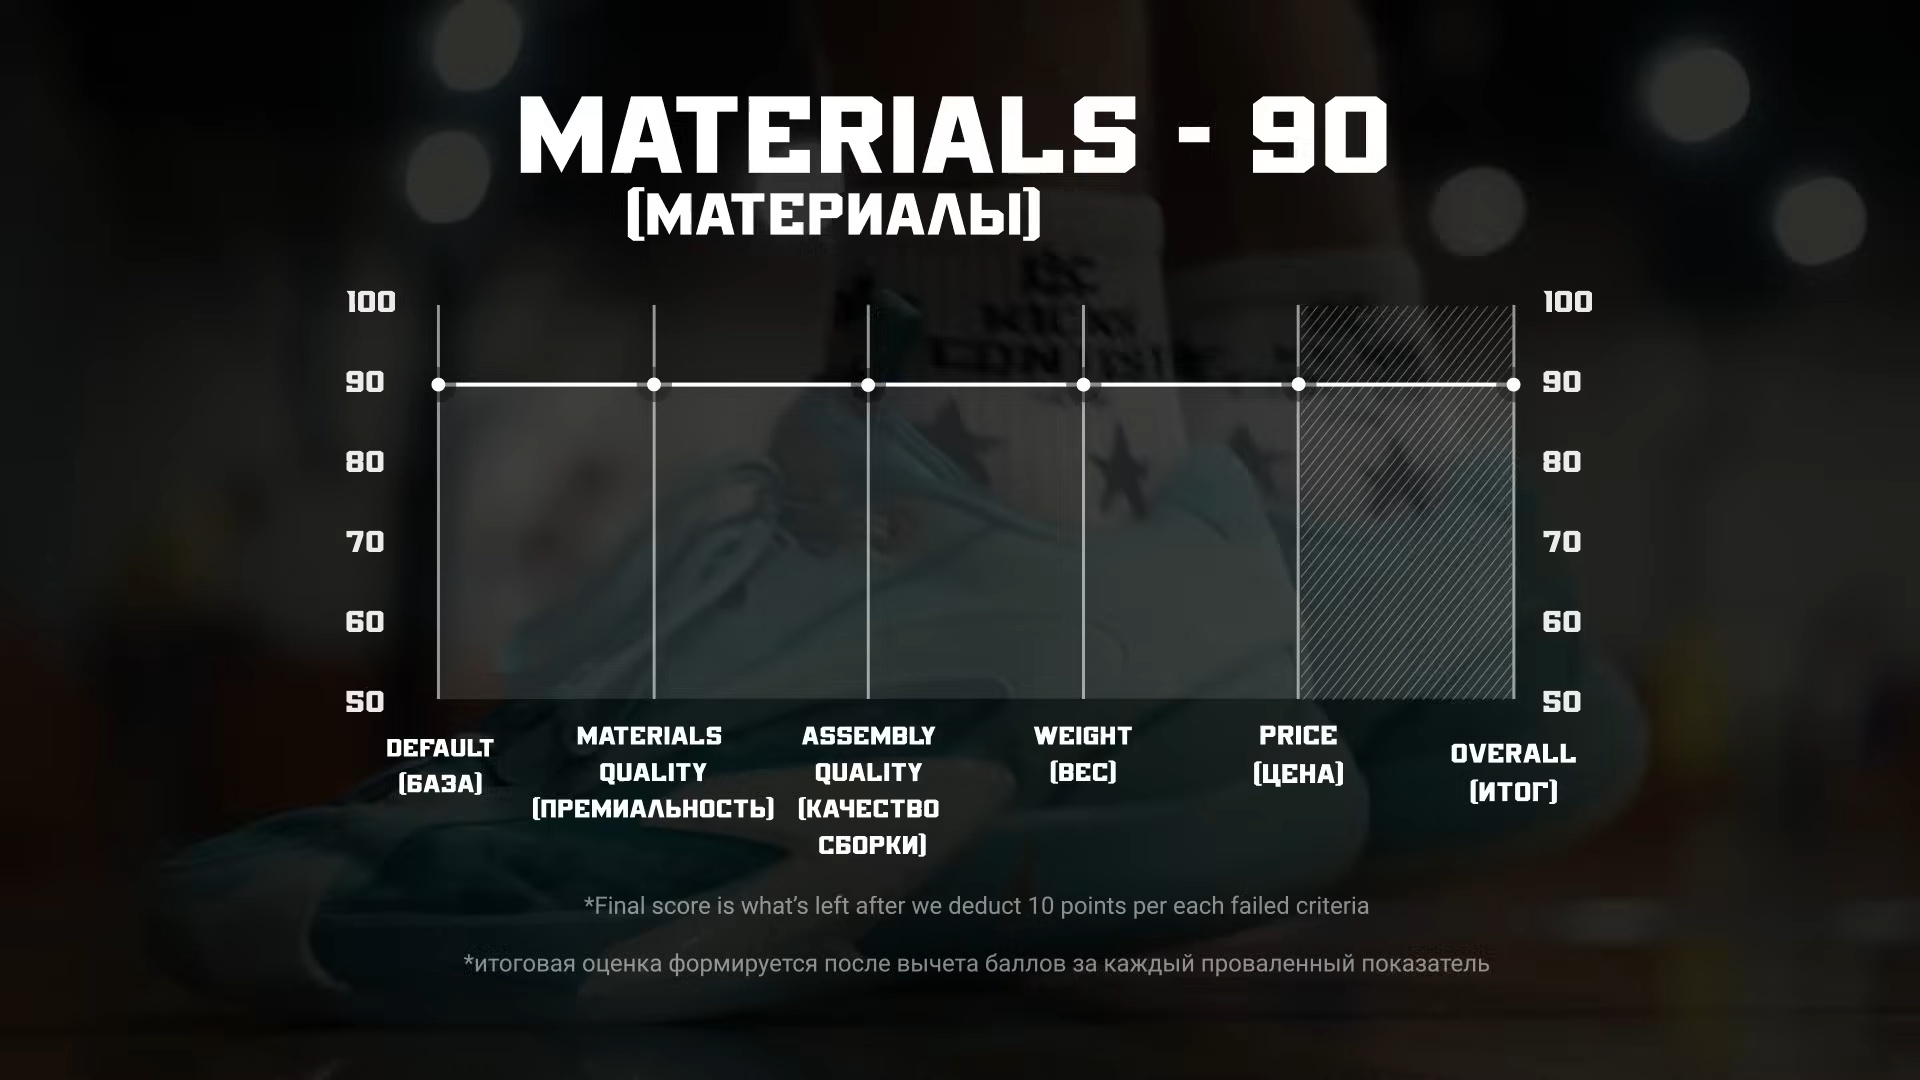 MATERIALS - 90
(МАТЕРИАЛЫ)
100 100
90 90
80 80
70 70
60 60
50 50
DEFAULT
(БАЗА)
MATERIALS
QUALITY
(ПРЕМИАЛЬНОСТЬ)
ASSEMBLY
QUALITY
(КАЧЕСТВО
СБОРКИ)
WEIGHT
(ВЕС)
PRICE
(ЦЕНА)
OVERALL
(ИТОГ)
*Final score is what's left after we deduct 10 points per each failed criteria
*итоговая оценка формируется после вычета баллов за каждый проваленный показатель